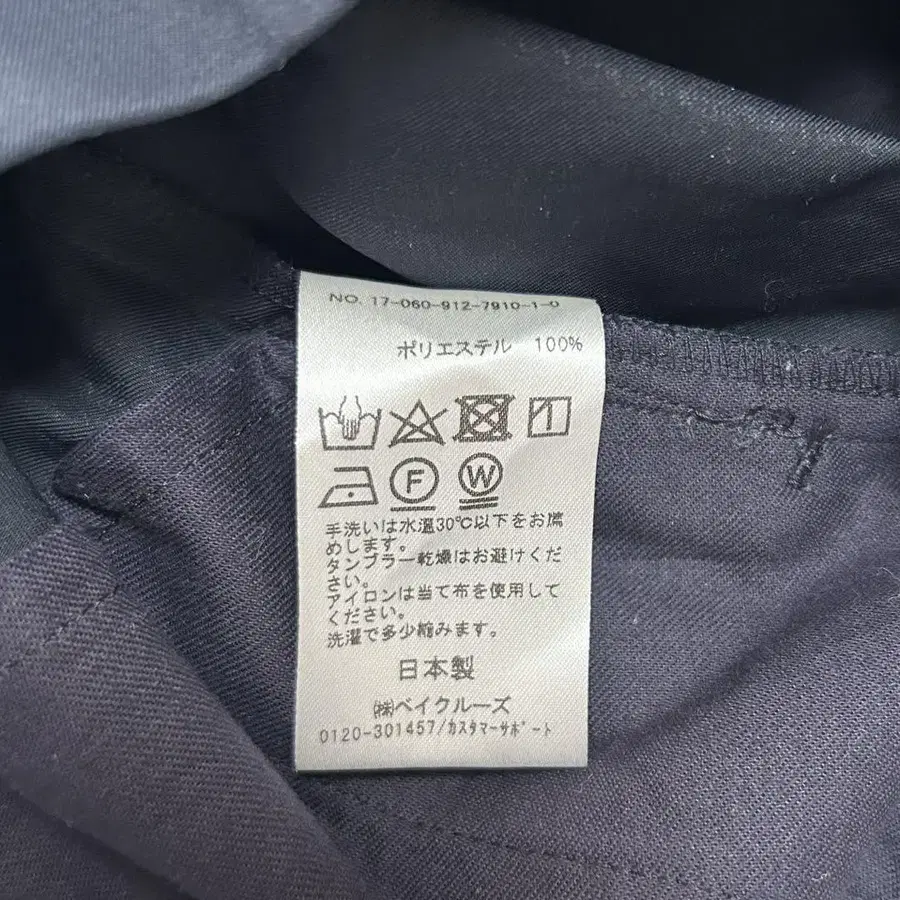 NO. 17-060-912-7910-1-0
ポリエステル 100%
F W
手洗いは水温30℃以下をお薦
めします。
タンブラー乾燥はお避けくだ
さい。
アイロンは当て布を使用して
ください。
洗濯で多少縮みます。
日本製
㈱ベイクルーズ
0120-301457/ｶｽﾀﾏｰｻﾎﾟｰﾄ